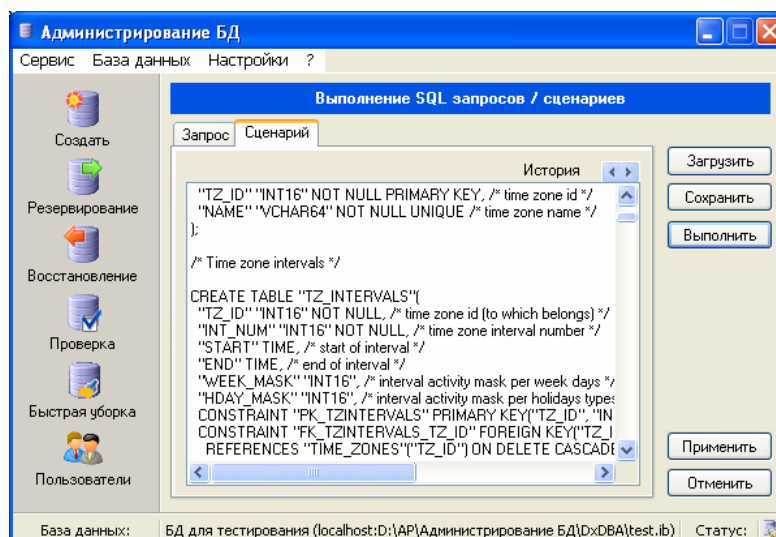 Администрирование БД
Сервис База данных Настройки ?
Выполнение SQL запросов / сценариев
Создать
Резервирование
Восстановление
Проверка
Быстрая уборка
Пользователи
Запрос Сценарий
История
"TZ_ID" "INT16" NOT NULL PRIMARY KEY, /* time zone id */
"NAME" "VCHAR64" NOT NULL UNIQUE /* time zone name */
);
/* Time zone intervals */
CREATE TABLE "TZ_INTERVALS"(
"TZ_ID" "INT16" NOT NULL, /* time zone id (to which belongs) */
"INT_NUM" "INT16" NOT NULL, /* time zone interval number */
"START" TIME, /* start of interval */
"END" TIME, /* end of interval */
"WEEK_MASK" "INT16", /* interval activity mask per week days */
"HDAY_MASK" "INT16", /* interval activity mask per holidays types
CONSTRAINT "PK_TZINTERVALS" PRIMARY KEY("TZ_ID", "IN
CONSTRAINT "FK_TZINTERVALS_TZ_ID" FOREIGN KEY("TZ_I
REFERENCES "TIME_ZONES"("TZ_ID") ON DELETE CASCADE
Загрузить
Сохранить
Выполнить
Применить
Отменить
База данных: БД для тестирования (localhost:D:\AP\Администрирование БД\DxDBA\test.ib) Статус: